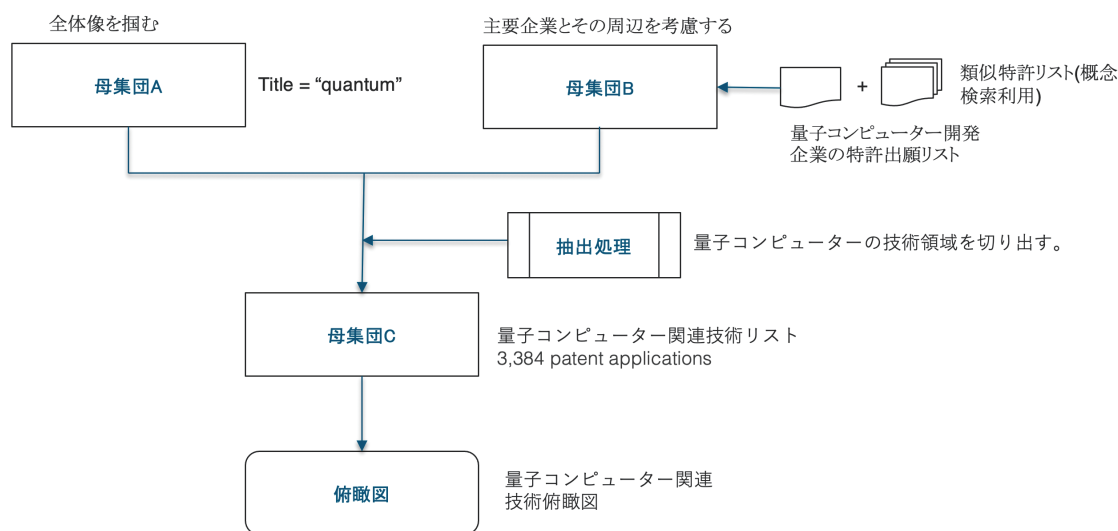 全体像を掴む
主要企業とその周辺を考慮する
母集団A
Title = “quantum”
母集団B
+
類似特許リスト(概念
検索利用)
量子コンピューター開発
企業の特許出願リスト
抽出処理
量子コンピューターの技術領域を切り出す。
母集団C
量子コンピューター関連技術リスト
3,384 patent applications
俯瞰図
量子コンピューター関連
技術俯瞰図